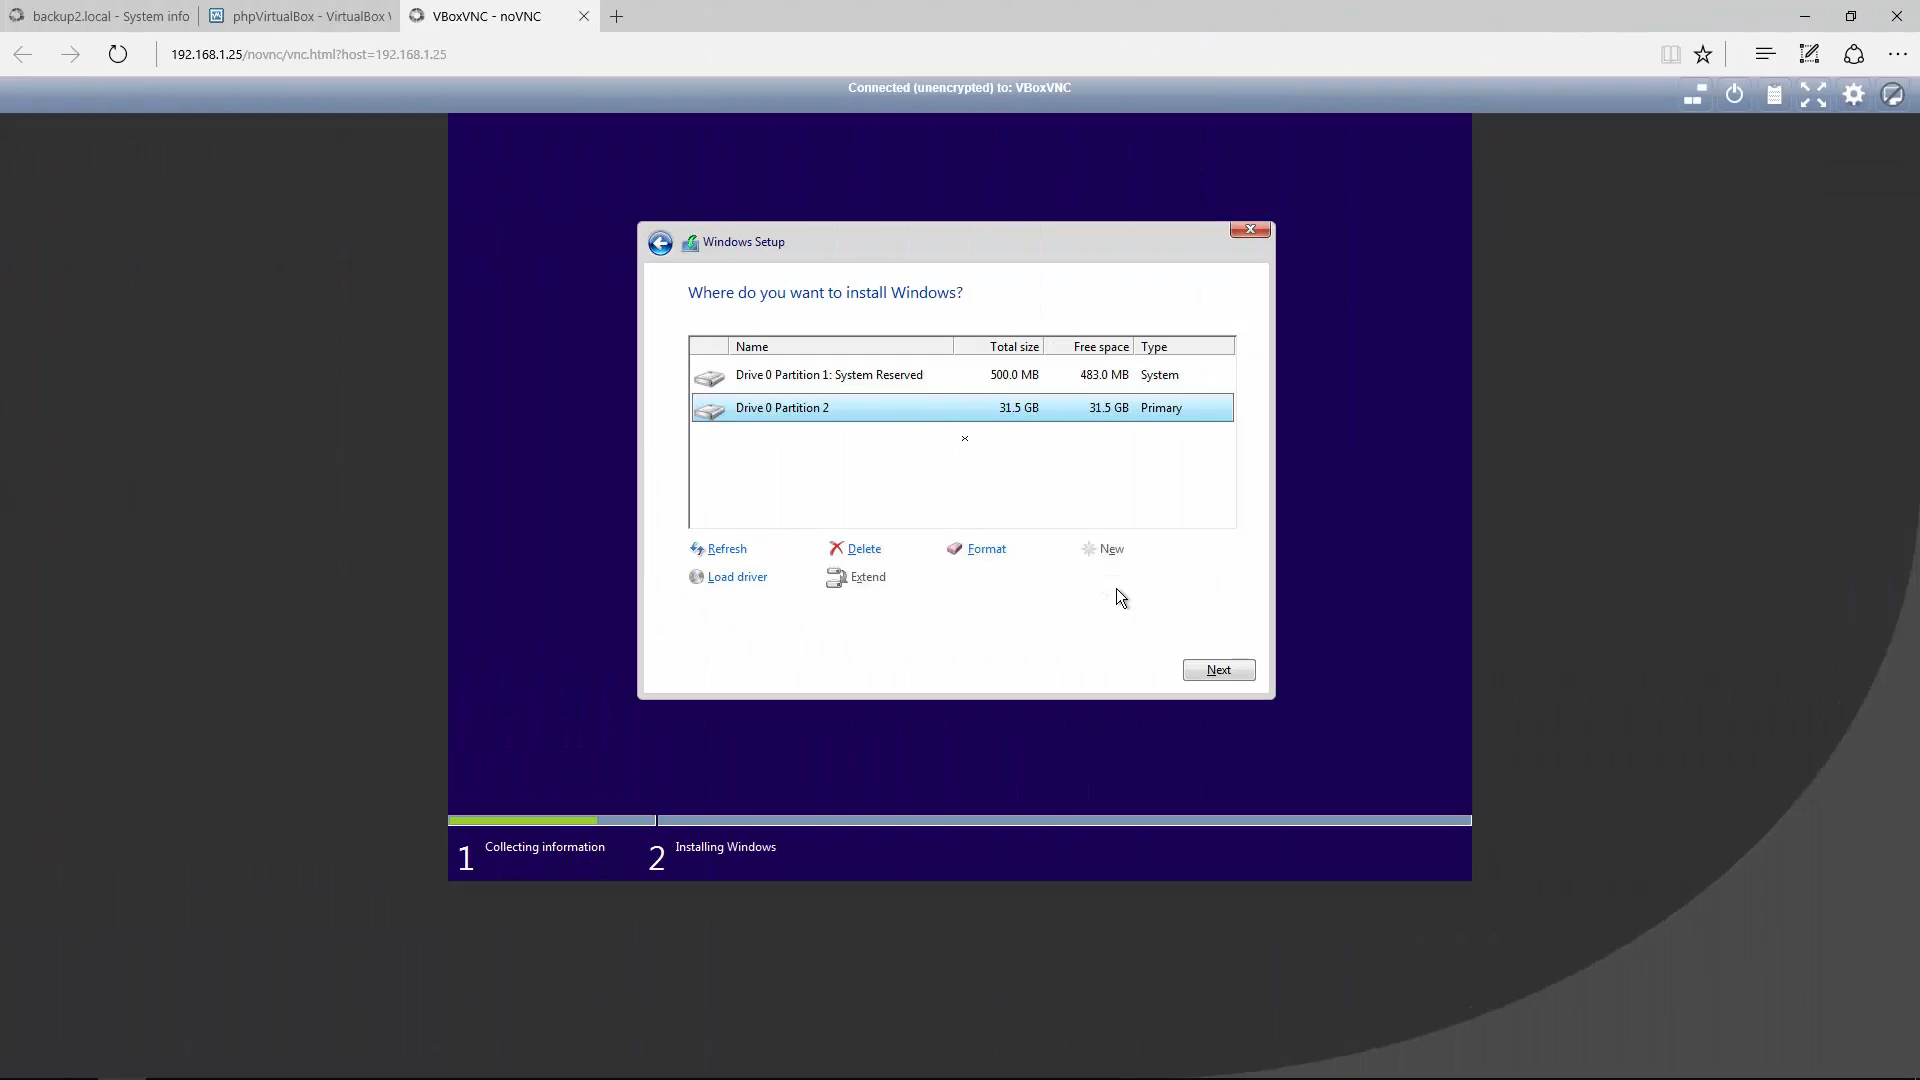 backup2.local - System info
phpVirtualBox - VirtualBox
VBoxVNC - noVNC
192.168.1.25/novnc/vnc.html?host=192.168.1.25
Connected (unencrypted) to: VBoxVNC
Windows Setup
Where do you want to install Windows?
Name Total size Free space Type
Drive 0 Partition 1: System Reserved 500.0 MB 483.0 MB System
Drive 0 Partition 2 31.5 GB 31.5 GB Primary
Refresh Delete Format New
Load driver Extend
Next
1 Collecting information 2 Installing Windows